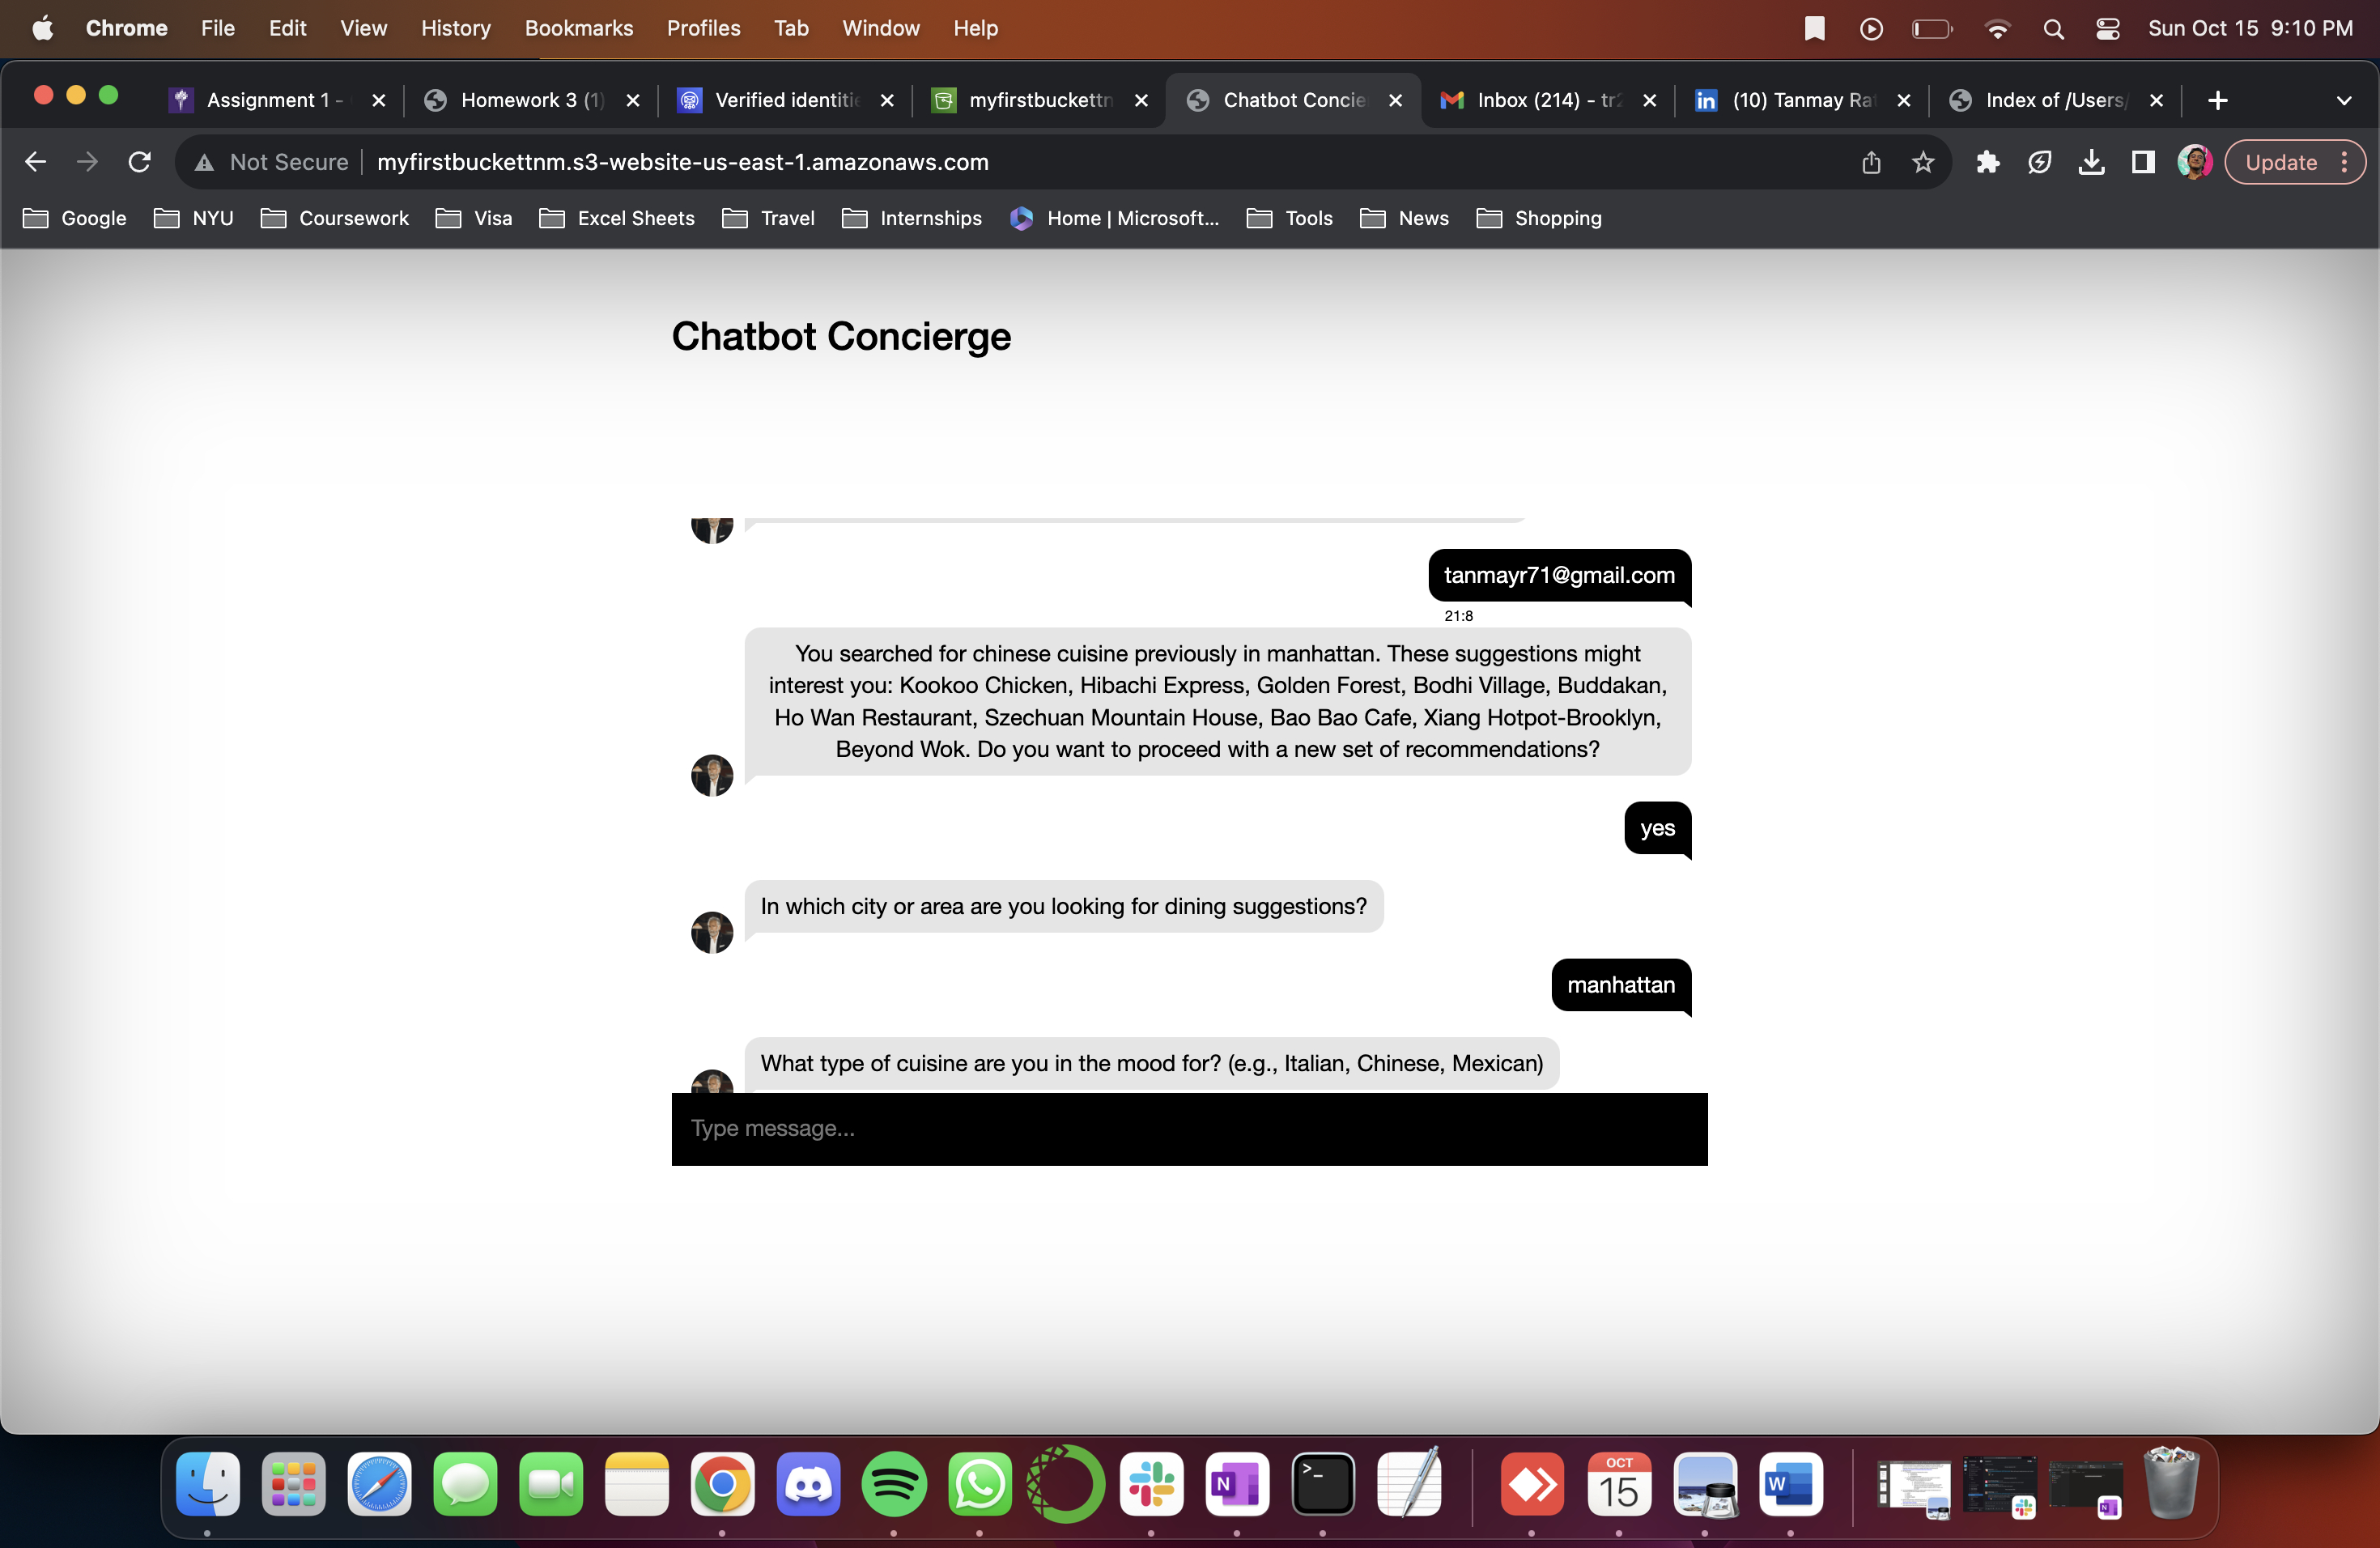 Chrome File Edit View History Bookmarks Profiles Tab Window Help Sun Oct 15 9:10 PM
Assignment 1 - Homework 3 (1) Verified identitie myfirstbuckettn Chatbot Concie Inbox (214) - tr2 (10) Tanmay Rat Index of /Users/
Not Secure myfirstbuckettnm.s3-website-us-east-1.amazonaws.com Update
Google NYU Coursework Visa Excel Sheets Travel Internships Home | Microsoft... Tools News Shopping
Chatbot Concierge
tanmayr71@gmail.com
21:8
You searched for chinese cuisine previously in manhattan. These suggestions might
interest you: Kookoo Chicken, Hibachi Express, Golden Forest, Bodhi Village, Buddakan,
Ho Wan Restaurant, Szechuan Mountain House, Bao Bao Cafe, Xiang Hotpot-Brooklyn,
Beyond Wok. Do you want to proceed with a new set of recommendations?
yes
In which city or area are you looking for dining suggestions?
manhattan
What type of cuisine are you in the mood for? (e.g., Italian, Chinese, Mexican)
Type message...
OCT
15